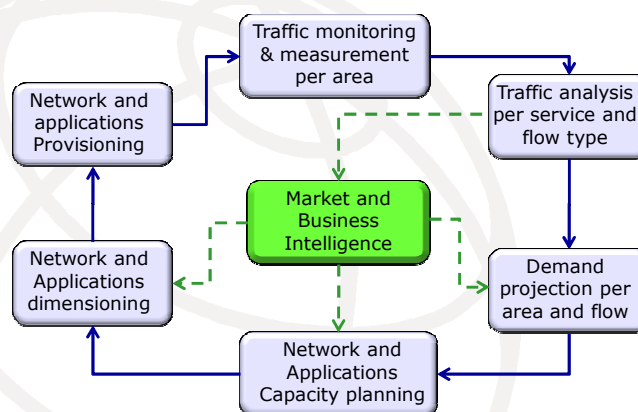 Traffic monitoring
& measurement
per area
Traffic analysis
per service and
flow type
Network and
applications
Provisioning
Market and
Business
Intelligence
Network and
Applications
dimensioning
Demand
projection per
area and flow
Network and
Applications
Capacity planning